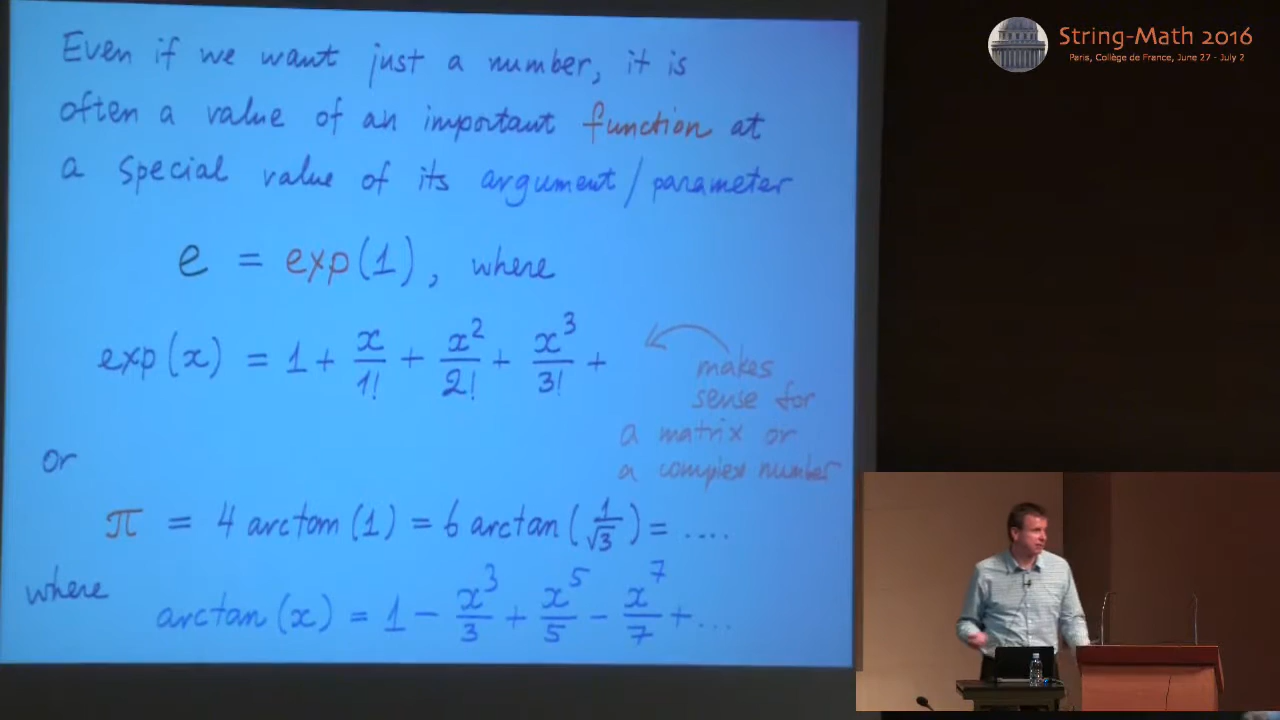 Even if we want just a number, it is
often a value of an important function at
a special value of its argument/parameter
e = exp(1), where
exp(x) = 1 + x/1! + x²/2! + x³/3! +
makes
sense for
a matrix or
a complex number
or
π = 4 arctan(1) = 6 arctan(1/√3) = ....
where
arctan(x) = 1 - x³/3 + x⁵/5 - x⁷/7 + ...
String-Math 2016
Paris, Collège de France, June 27 - July 2